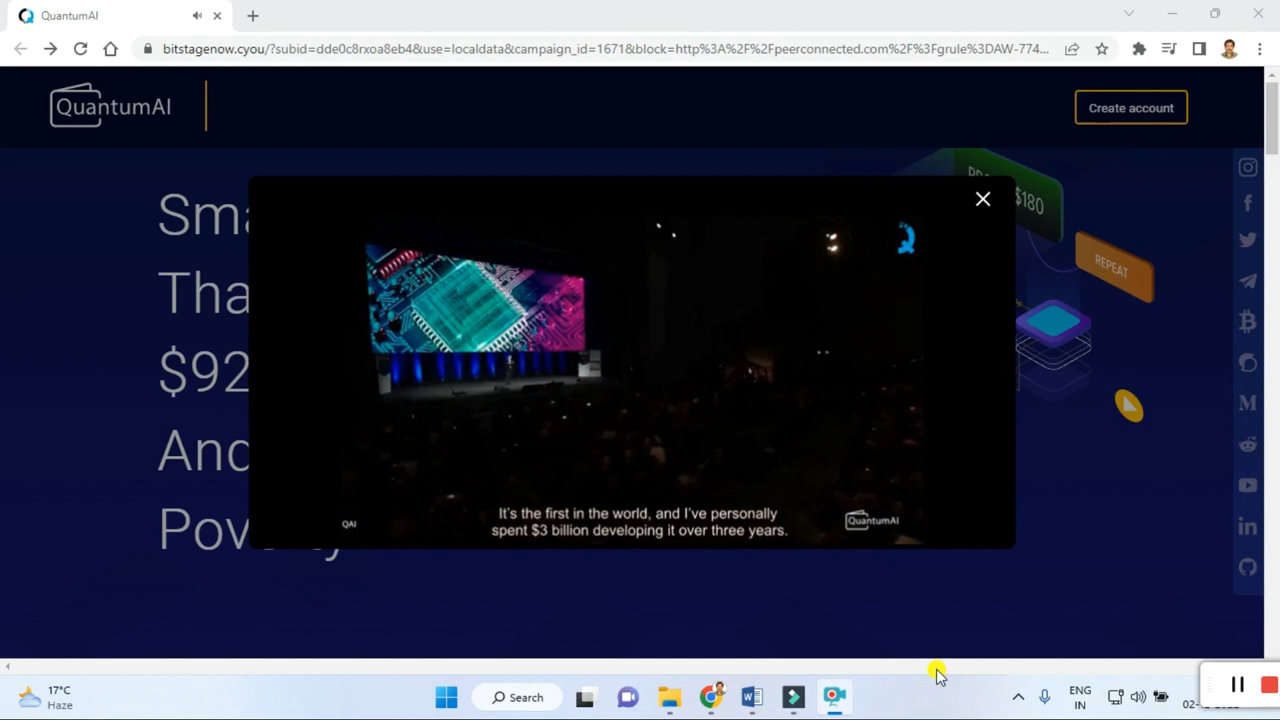 QuantumAI
bitstagenow.cyou/?subid=dde0c8rxoa8eb4&use=localdata&campaign_id=1671&block=http%3A%2F%2Fpeerconnected.com%2F%3Fgrule%3DAW-774...
QuantumAI
Create account
Sma
Tha
$92
And
Pov
$180
REPEAT
It's the first in the world, and I've personally
spent $3 billion developing it over three years.
QAI
QuantumAI
17°C
Haze
Search
ENG
IN